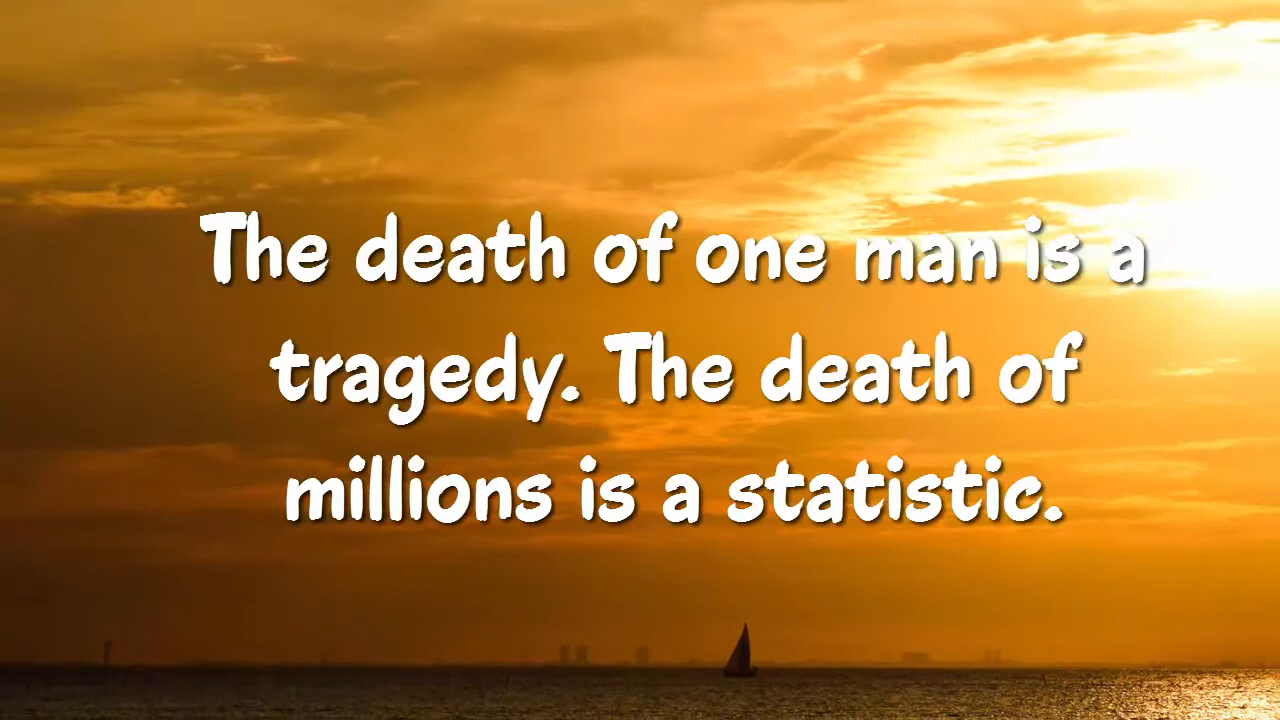 The death of one man is a
tragedy. The death of
millions is a statistic.